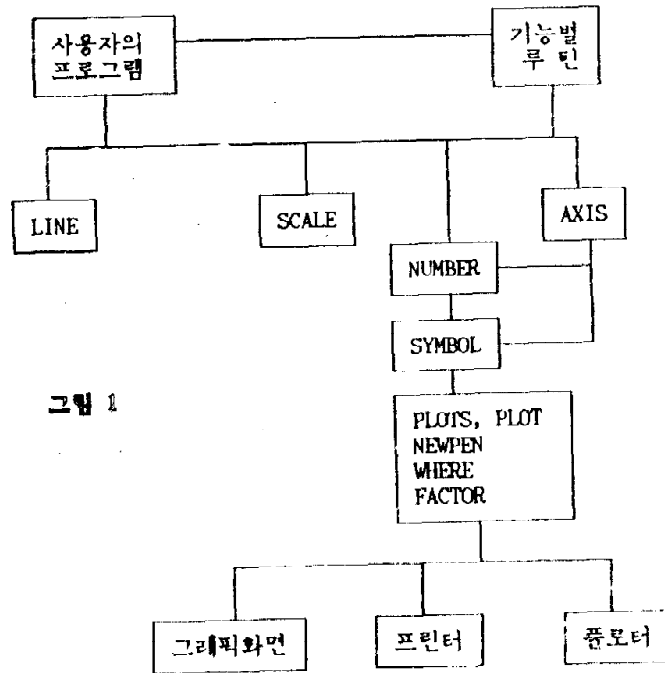 사용자의
프로그램
기능별
루 틴
LINE
SCALE
AXIS
NUMBER
SYMBOL
그림 1
PLOTS, PLOT
NEWPEN
WHERE
FACTOR
그래픽화면
프린터
플로터